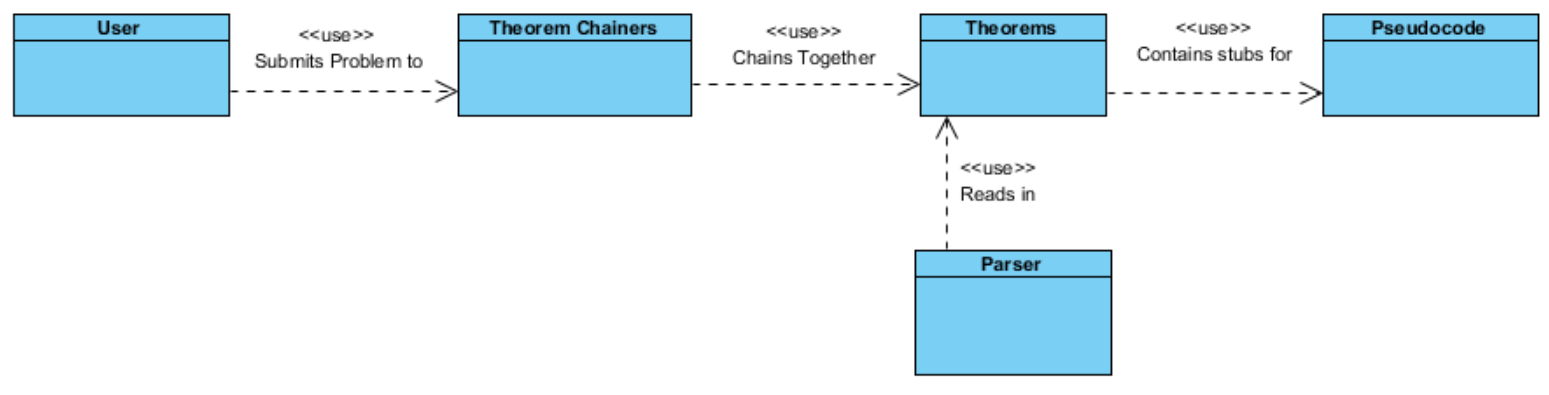 User
<<use>>
Submits Problem to
Theorem Chainers
<<use>>
Chains Together
Theorems
<<use>>
Contains stubs for
Pseudocode
<<use>>
Reads in
Parser